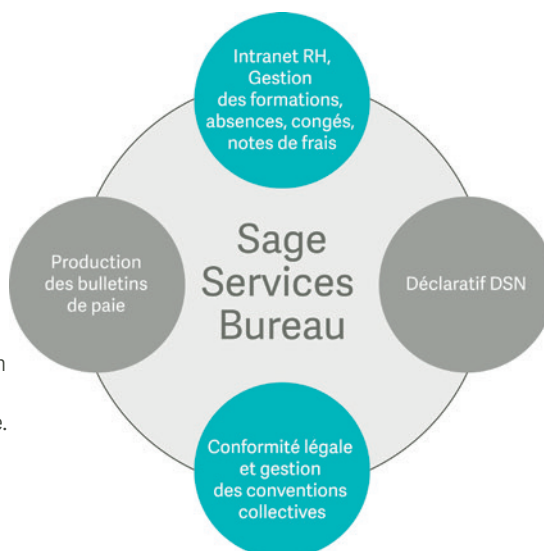 Intranet RH,
Gestion
des formations,
absences, congés,
notes de frais
Sage
Services
Bureau
Production
des bulletins
de paie
Déclaratif DSN
Conformité légale
et gestion
des conventions
collectives